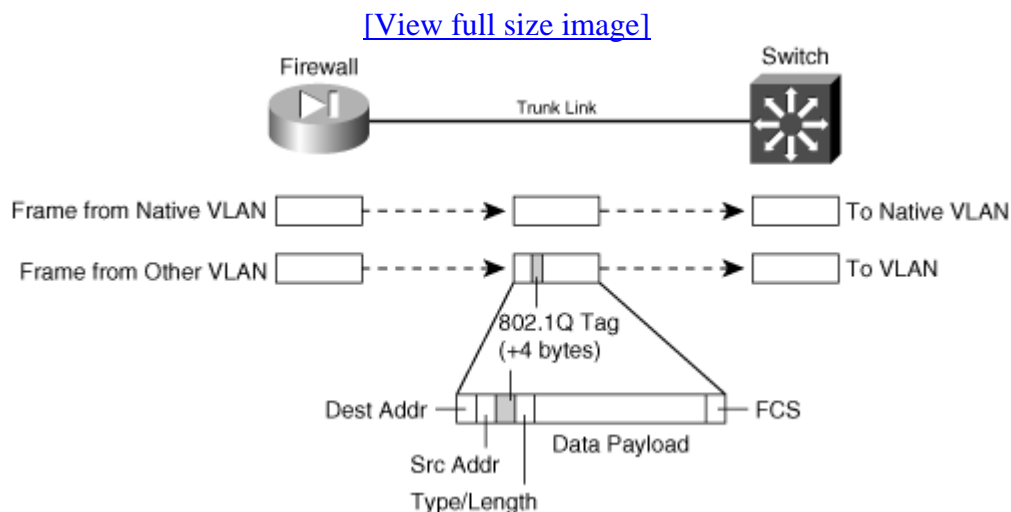 [View full size image]
Firewall
Switch
Trunk Link
Frame from Native VLAN
To Native VLAN
Frame from Other VLAN
To VLAN
802.1Q Tag
(+4 bytes)
Dest Addr
FCS
Data Payload
Src Addr
Type/Length